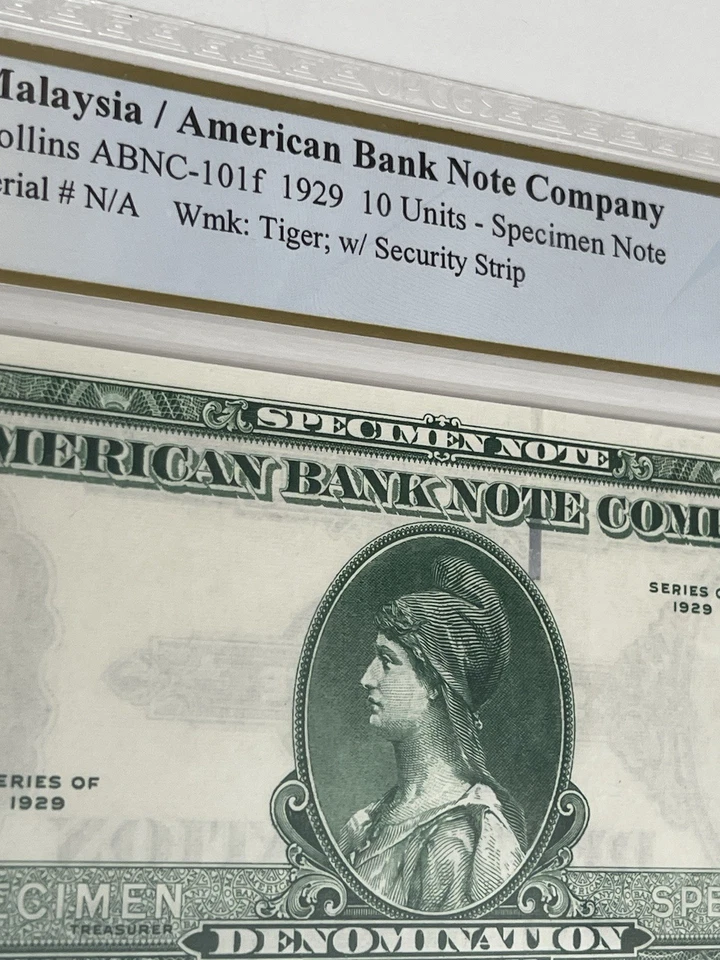 Malaysia / American Bank Note Company
ollins ABNC-101f 1929 10 Units - Specimen Note
erial # N/A Wmk: Tiger; w/ Security Strip
SPECIMEN NOTE
MERICAN BANK NOTE COM
SERIES O
1929
ERIES OF
1929
ECIMEN
SPE
TREASURER
DENOMINATION